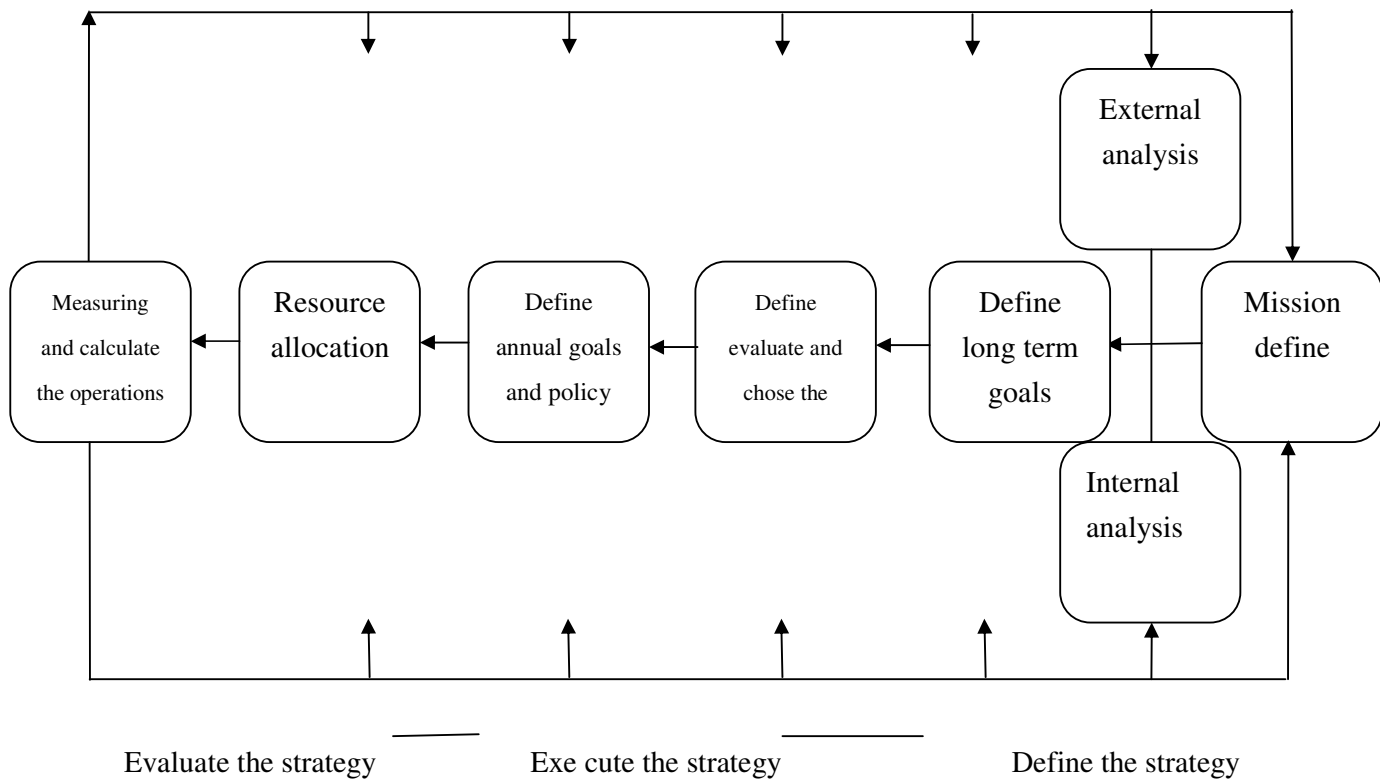 External
analysis
Measuring
and calculate
the operations
Resource
allocation
Define
annual goals
and policy
Define
evaluate and
chose the
Define
long term
goals
Mission
define
Internal
analysis
Evaluate the strategy
Exe cute the strategy
Define the strategy